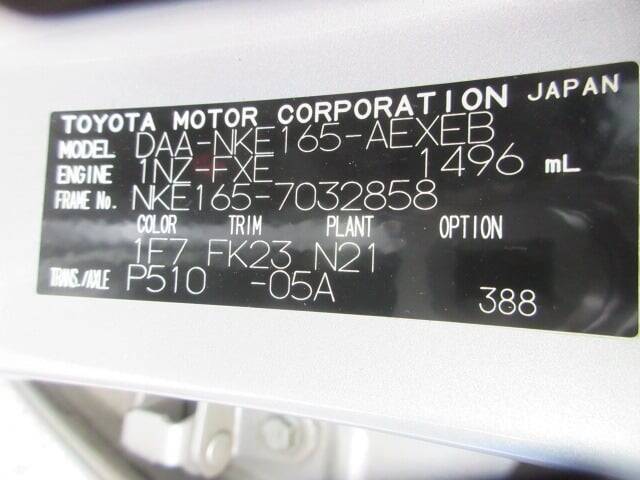 TOYOTA MOTOR CORPORATION JAPAN
MODEL DAA-NKE165-AEXEB
ENGINE 1NZ-FXE 1496 mL
FRAME No. NKE165-7032858
COLOR TRIM PLANT OPTION
1F7 FK23 N21
TRANS./AXLE P510 -05A 388